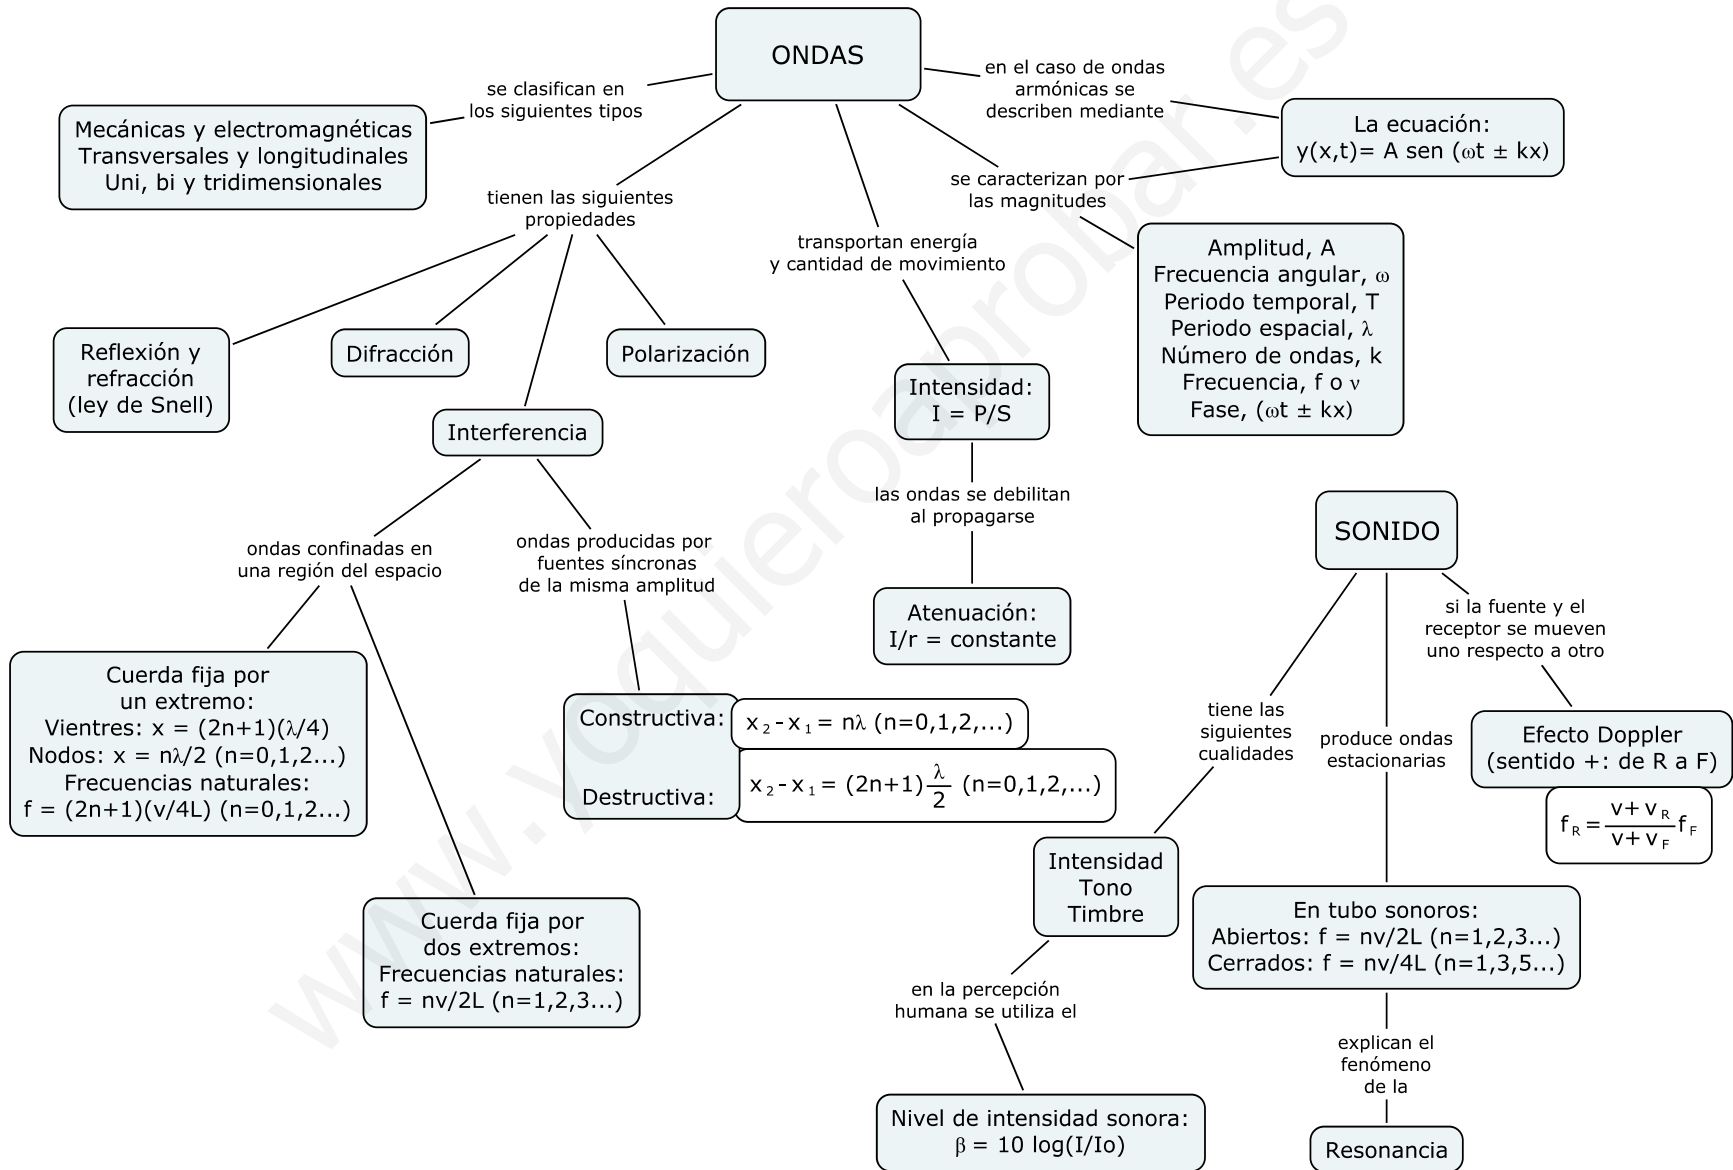 ONDAS
se clasifican en
los siguientes tipos
en el caso de ondas
armónicas se
describen mediante
Mecánicas y electromagnéticas
Transversales y longitudinales
Uni, bi y tridimensionales
La ecuación:
y(x,t)= A sen (ωt ± kx)
tienen las siguientes
propiedades
se caracterizan por
las magnitudes
transportan energía
y cantidad de movimiento
Amplitud, A
Frecuencia angular, ω
Periodo temporal, T
Periodo espacial, λ
Número de ondas, k
Frecuencia, f o ν
Fase, (ωt ± kx)
Reflexión y
refracción
(ley de Snell)
Difracción
Polarización
Interferencia
Intensidad:
I = P/S
las ondas se debilitan
al propagarse
Atenuación:
I/r = constante
ondas confinadas en
una región del espacio
ondas producidas por
fuentes síncronas
de la misma amplitud
Cuerda fija por
un extremo:
Vientres: x = (2n+1)(λ/4)
Nodos: x = nλ/2 (n=0,1,2...)
Frecuencias naturales:
f = (2n+1)(v/4L) (n=0,1,2...)
Constructiva: x₂-x₁= nλ (n=0,1,2,...)
Destructiva: x₂-x₁= (2n+1) λ/2 (n=0,1,2,...)
Cuerda fija por
dos extremos:
Frecuencias naturales:
f = nv/2L (n=1,2,3...)
SONIDO
si la fuente y el
receptor se mueven
uno respecto a otro
tiene las
siguientes
cualidades
produce ondas
estacionarias
Efecto Doppler
(sentido +: de R a F)
f_R = (v+v_R)/(v+v_F) f_F
Intensidad
Tono
Timbre
En tubo sonoros:
Abiertos: f = nv/2L (n=1,2,3...)
Cerrados: f = nv/4L (n=1,3,5...)
en la percepción
humana se utiliza el
explican el
fenómeno
de la
Nivel de intensidad sonora:
β = 10 log(I/Io)
Resonancia
www.yoquieroaprobar.es